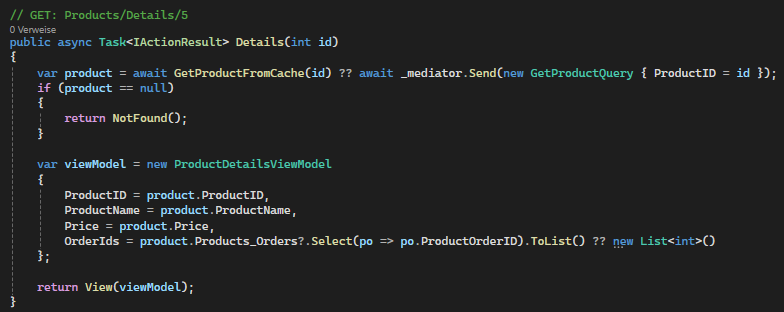 // GET: Products/Details/5
0 Verweise
public async Task<IActionResult> Details(int id)
{
    var product = await GetProductFromCache(id) ?? await _mediator.Send(new GetProductQuery { ProductID = id });
    if (product == null)
    {
        return NotFound();
    }

    var viewModel = new ProductDetailsViewModel
    {
        ProductID = product.ProductID,
        ProductName = product.ProductName,
        Price = product.Price,
        OrderIds = product.Products_Orders?.Select(po => po.ProductOrderID).ToList() ?? new List<int>()
    };

    return View(viewModel);
}